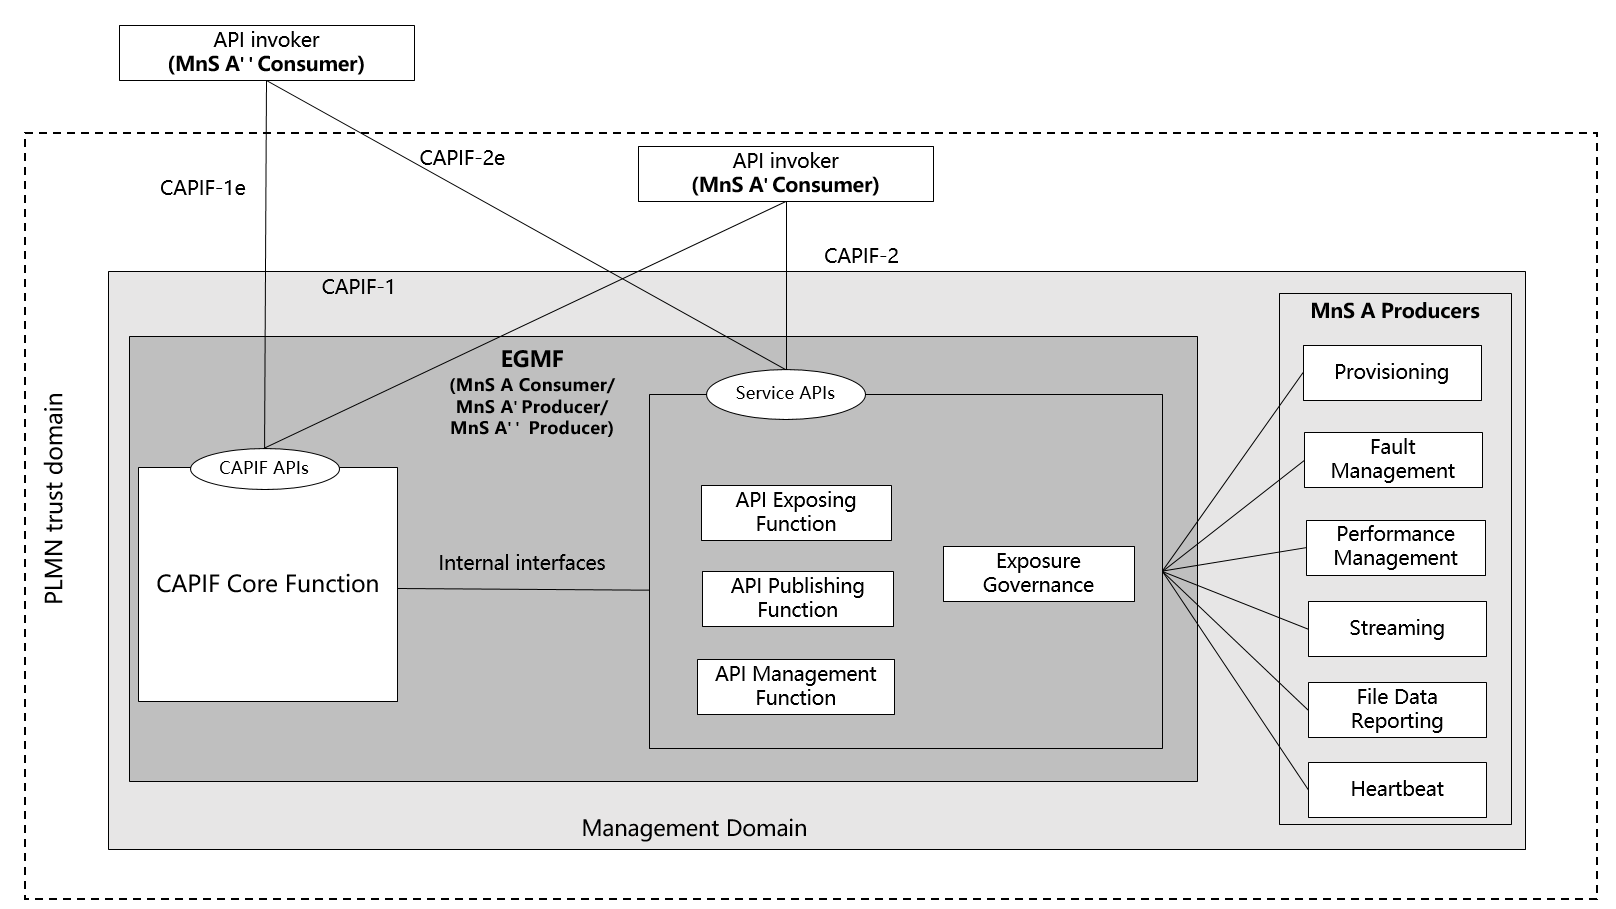 API invoker
(MnS A'' Consumer)
CAPIF-2e
CAPIF-1e
API invoker
(MnS A' Consumer)
CAPIF-2
CAPIF-1
PLMN trust domain
EGMF
(MnS A Consumer/
MnS A' Producer/
MnS A'' Producer)
Service APIs
CAPIF APIs
CAPIF Core Function
Internal interfaces
API Exposing
Function
API Publishing
Function
API Management
Function
Exposure
Governance
MnS A Producers
Provisioning
Fault
Management
Performance
Management
Streaming
File Data
Reporting
Heartbeat
Management Domain